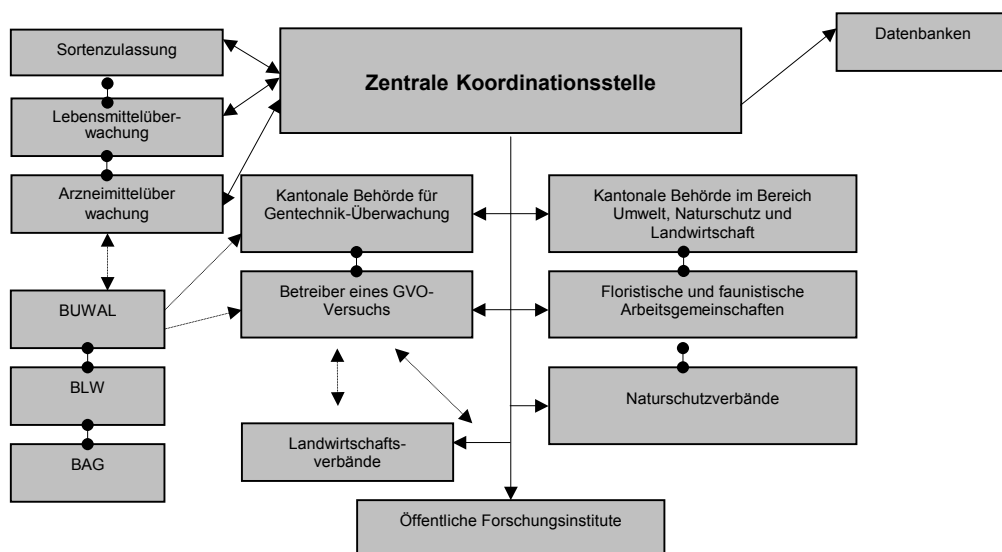 Datenbanken
Sortenzulassung
Zentrale Koordinationsstelle
Lebensmittelüber-
wachung
Arzneimittelüber
wachung
Kantonale Behörde für
Gentechnik-Überwachung
Kantonale Behörde im Bereich
Umwelt, Naturschutz und
Landwirtschaft
BUWAL
Betreiber eines GVO-
Versuchs
Floristische und faunistische
Arbeitsgemeinschaften
BLW
Naturschutzverbände
Landwirtschafts-
verbände
BAG
Öffentliche Forschungsinstitute